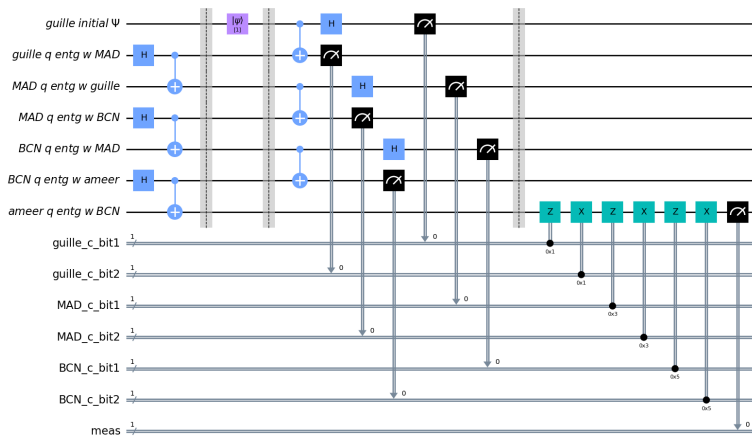 guille initial Ψ |ψ⟩ [1] H
guille q entg w MAD H
MAD q entg w guille H
MAD q entg w BCN H
BCN q entg w MAD H
BCN q entg w ameer H
ameer q entg w BCN Z X Z X Z X
guille_c_bit1 1 0 0x1
guille_c_bit2 1 0 0x1
MAD_c_bit1 1 0 0x3
MAD_c_bit2 1 0 0x3
BCN_c_bit1 1 0 0x5
BCN_c_bit2 1 0 0x5
meas 1 0